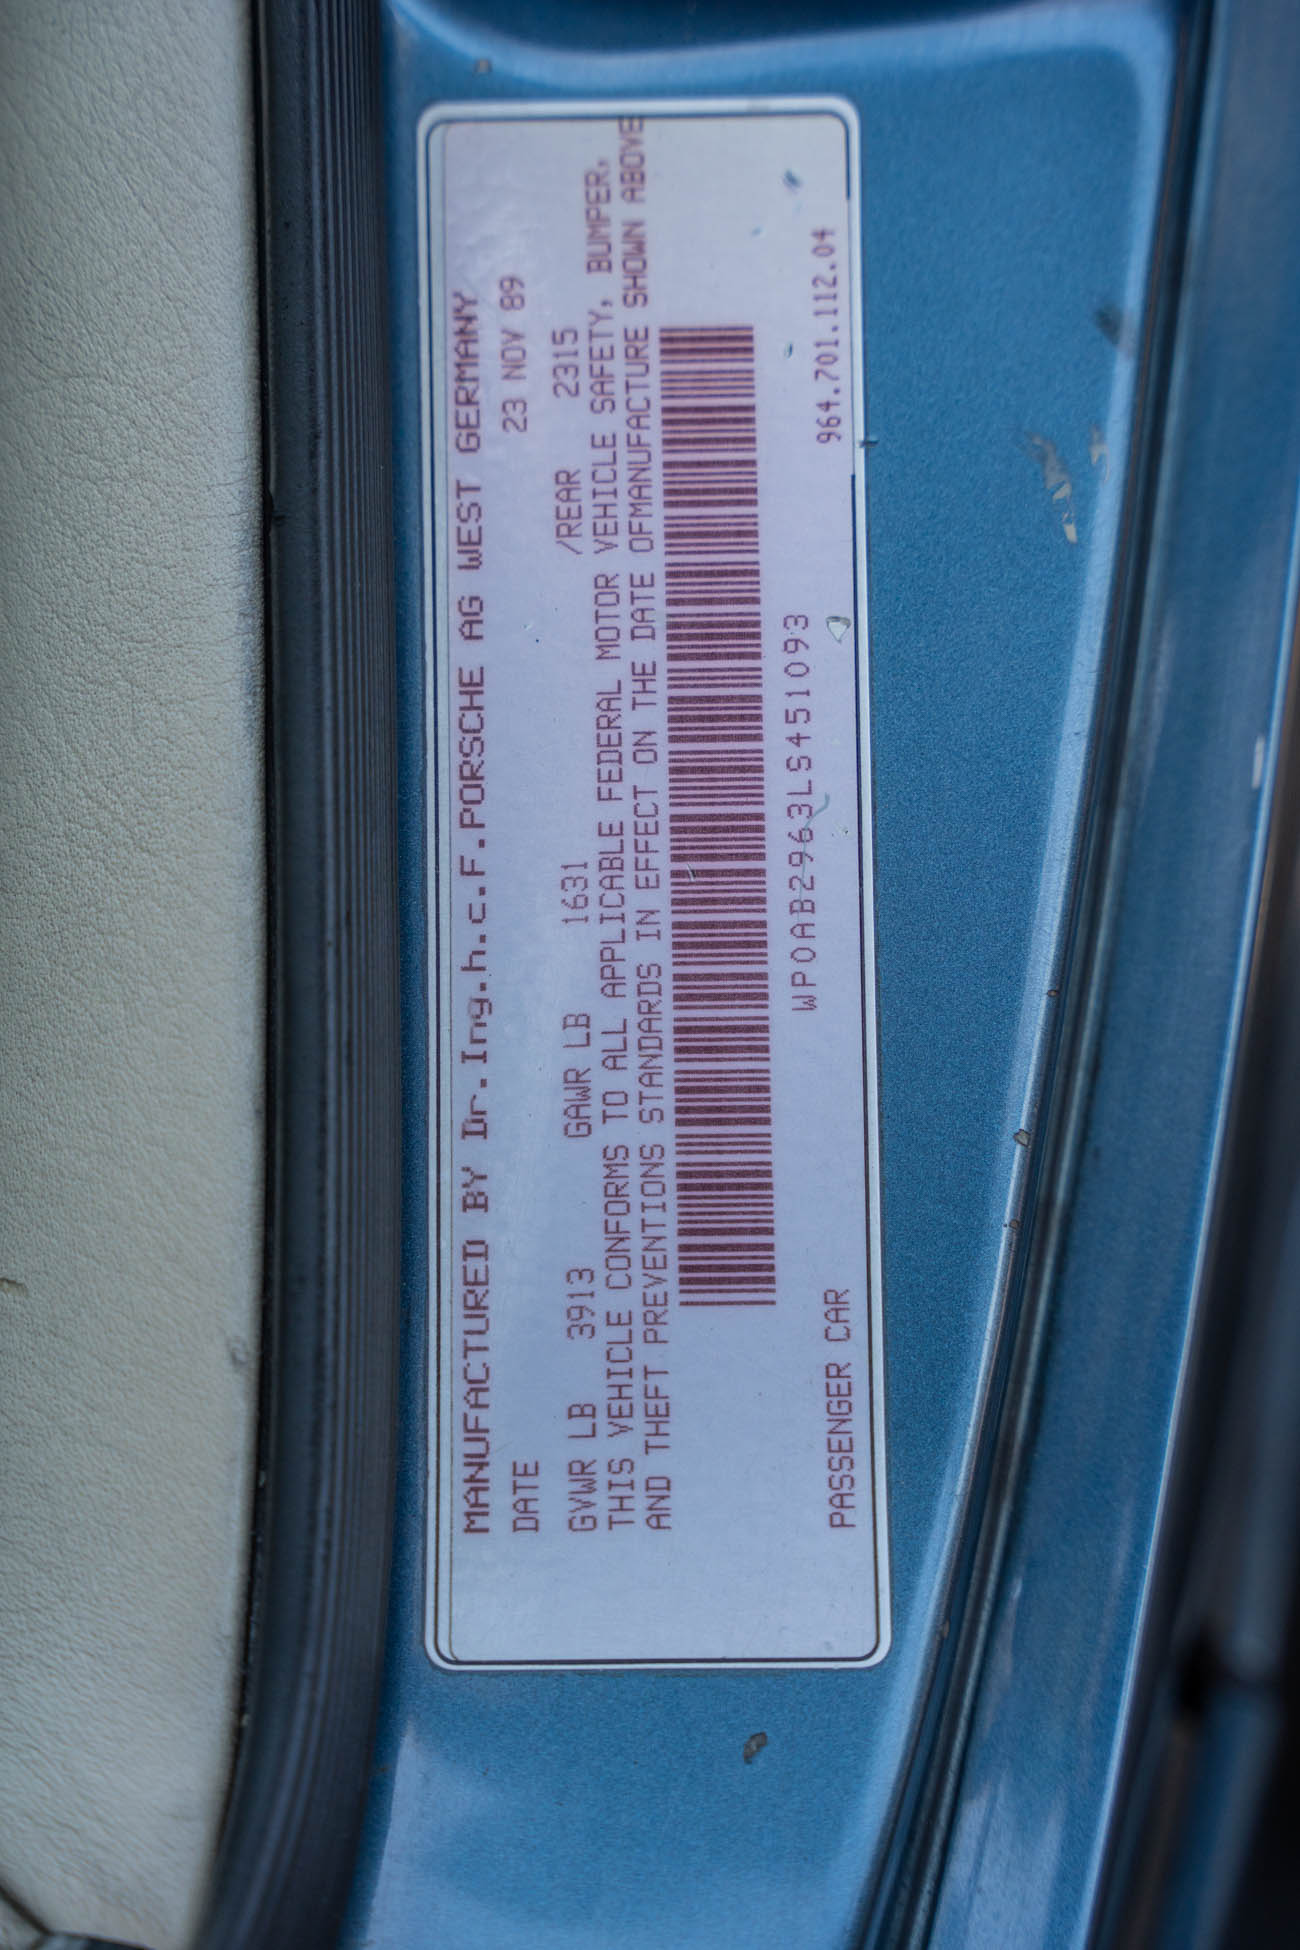 MANUFACTURED BY Dr.Ing.h.c.F.PORSCHE AG WEST GERMANY
DATE 23 NOV 89
GVWR LB 3913 GAWR LB 1631 /REAR 2315
THIS VEHICLE CONFORMS TO ALL APPLICABLE FEDERAL MOTOR VEHICLE SAFETY, BUMPER,
AND THEFT PREVENTIONS STANDARDS IN EFFECT ON THE DATE OFMANUFACTURE SHOWN ABOVE
WP0AB2963LS451093
PASSENGER CAR 964.701.112.04